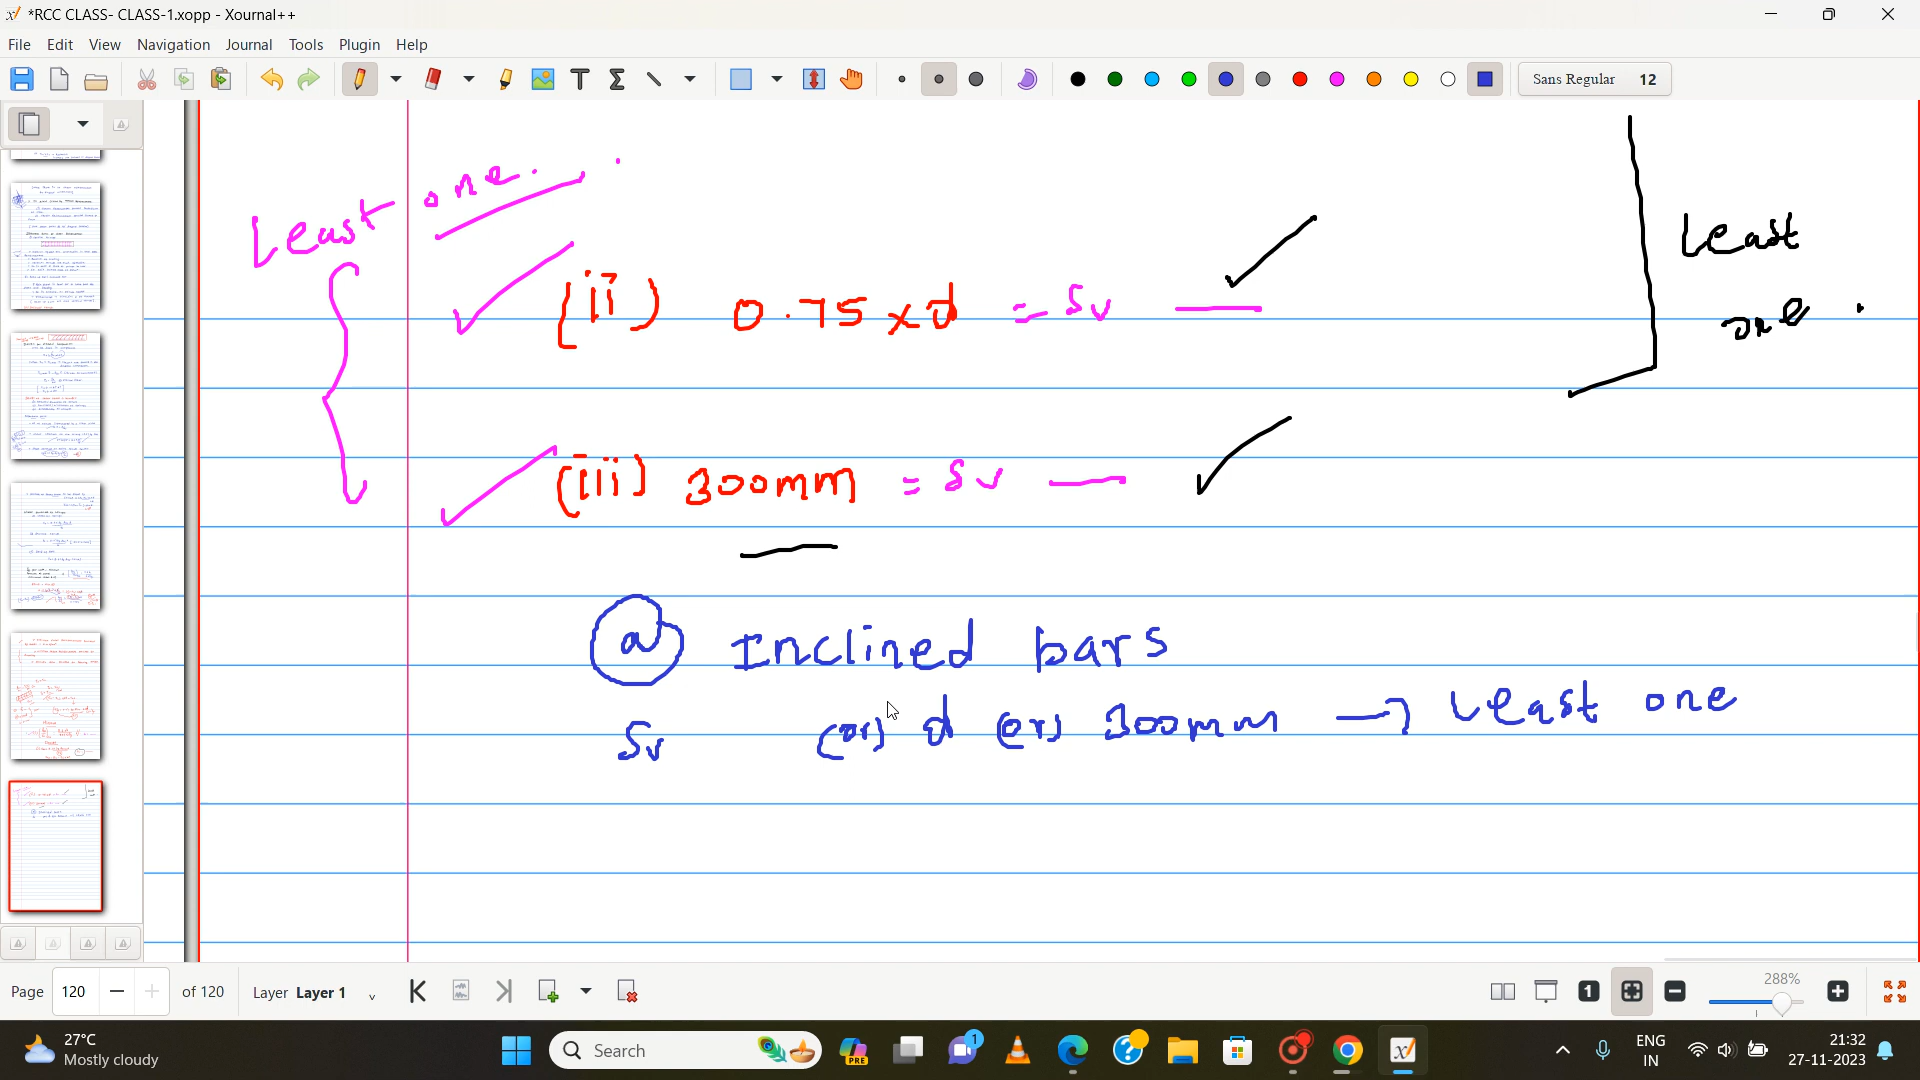 *RCC CLASS- CLASS-1.xopp - Xournal++
File Edit View Navigation Journal Tools Plugin Help
Sans Regular 12
Least one.
(ii) 0.75 x d = Sv
Least
one .
(iii) 300mm = Sv
a Inclined bars
Sv (or) d (or) 300mm → Least one
Page 120 of 120 Layer Layer 1 288%
27°C
Mostly cloudy
Search
PRE
1
ENG
IN
21:32
27-11-2023